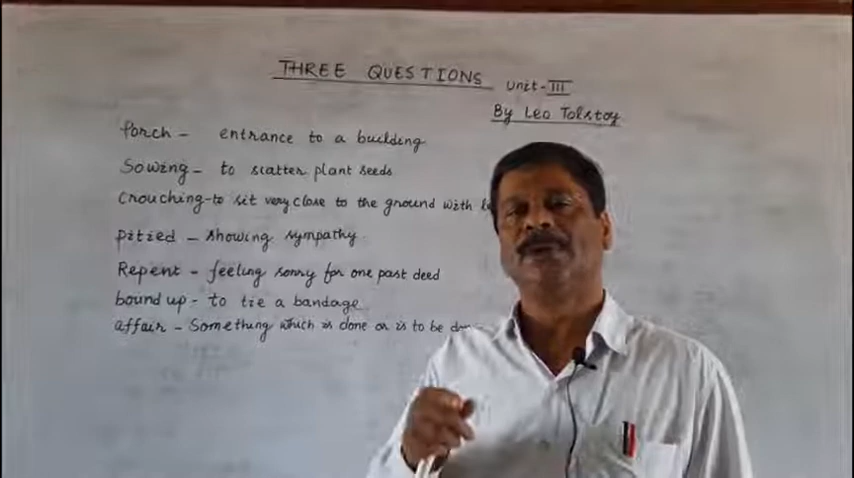 THREE QUESTIONS Unit-III
By Leo Tolstoy
Porch - entrance to a building
Sowing - to scatter plant seeds
Crouching - to sit very close to the ground with
Pitied - showing sympathy.
Repent - feeling sorry for one past deed
bound up - to tie a bandage
affair - Something which is done or is to be